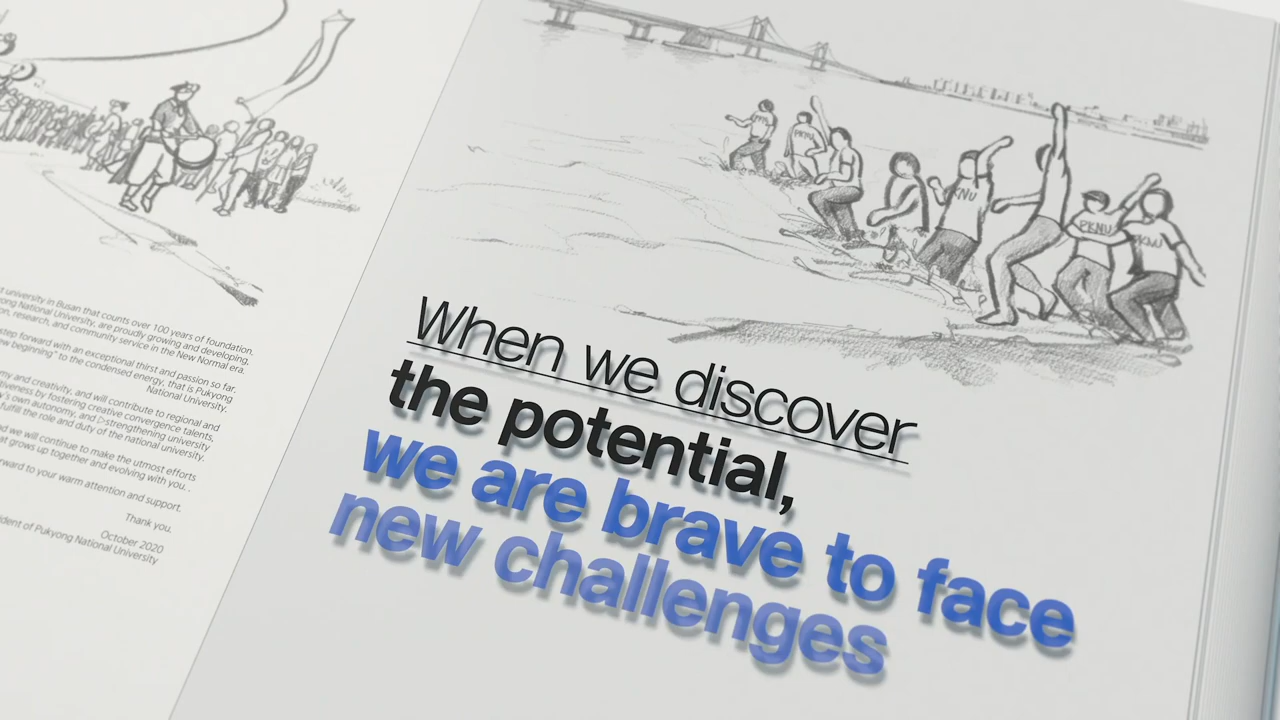 t university in Busan that counts over 100 years of foundation.
ong National University, are proudly growing and developing,
on, research, and community service in the New Normal era.
step forward with an exceptional thirst and passion so far,
ew beginning" to the condensed energy, that is Pukyong
National University.
my and creativity, and will contribute to regional and
tiveness by fostering creative convergence talents,
y's own autonomy, and ▷strengthening university
fulfill the role and duty of the national university.
nd we will continue to make the utmost efforts
at grows up together and evolving with you. .
orward to your warm attention and support.
Thank you.
October 2020
ident of Pukyong National University
PKNU
KNU
PKNU
PKNU
When we discover
the potential,
we are brave to face
new challenges